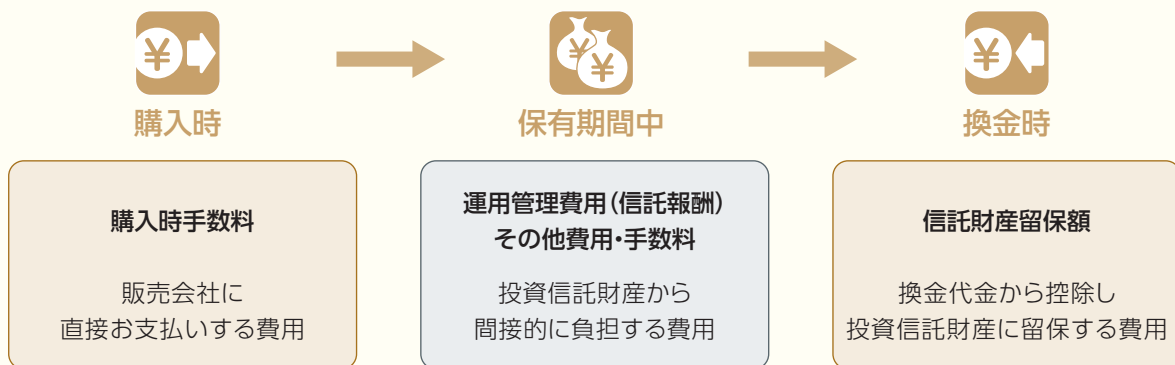 ¥
¥
¥
¥
購入時
保有期間中
換金時
購入時手数料
販売会社に
直接お支払いする費用
運用管理費用(信託報酬)
その他費用・手数料
投資信託財産から
間接的に負担する費用
信託財産留保額
換金代金から控除し
投資信託財産に留保する費用